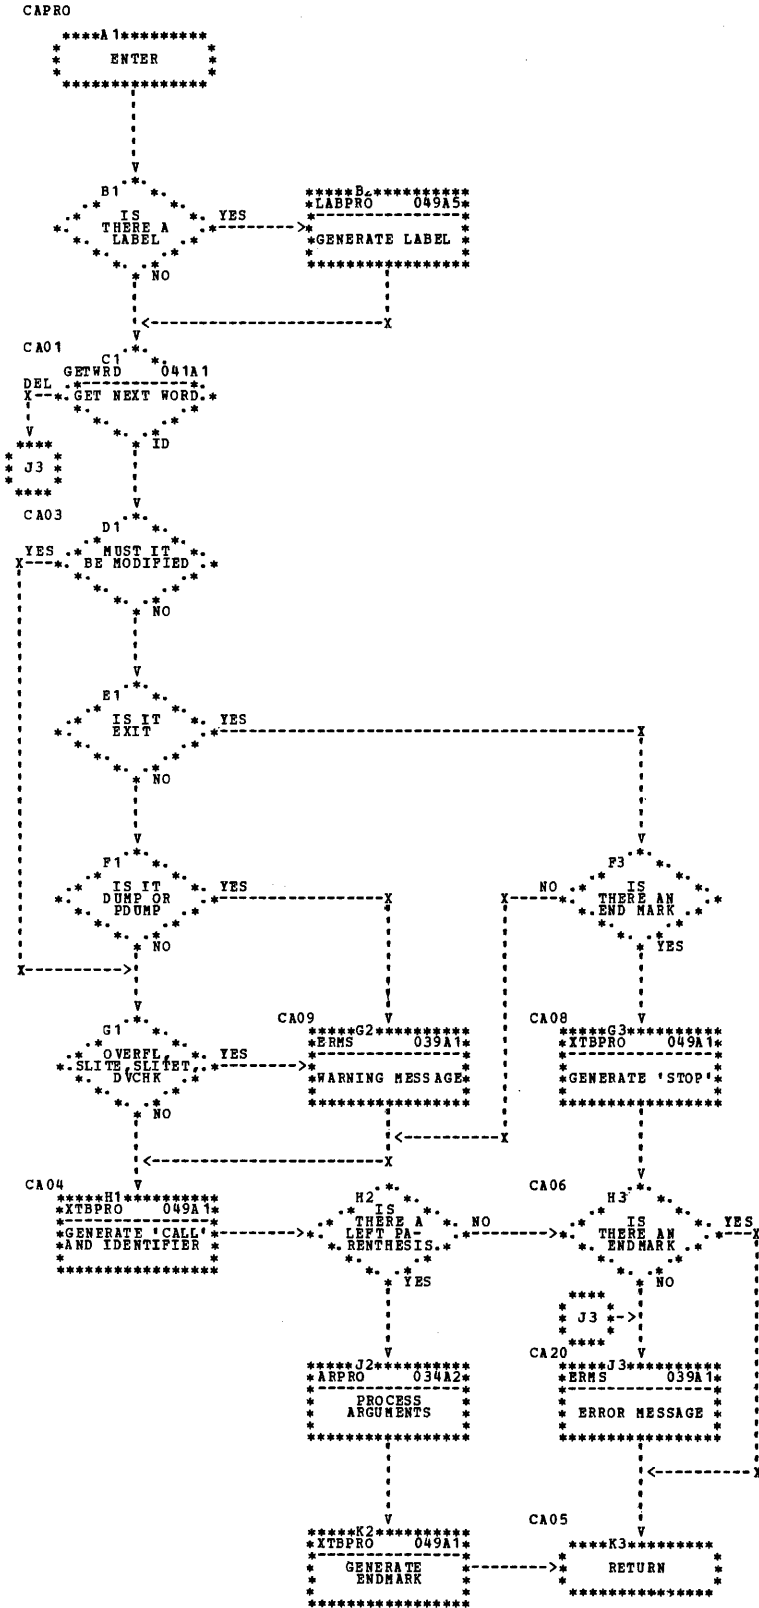 CAPRO
A1
ENTER
B1
IS
THERE A
LABEL
YES
NO
B2
LABPRO 049A5
GENERATE LABEL
CA01
C1
GETWRD 041A1
DEL
GET NEXT WORD
ID
J3
CA03
D1
YES
MUST IT
BE MODIFIED
NO
E1
IS IT
EXIT
YES
NO
F1
IS IT
DUMP OR
PDUMP
YES
NO
F3
NO
IS
THERE AN
END MARK
YES
G1
OVERFL,
SLITE,SLITET,
DVCHK
YES
NO
CA09
G2
ERMS 039A1
WARNING MESSAGE
CA08
G3
XTBPRO 049A1
GENERATE 'STOP'
CA04
H1
XTBPRO 049A1
GENERATE 'CALL'
AND IDENTIFIER
H2
IS
THERE A
LEFT PA-
RENTHESIS
NO
YES
CA06
H3
IS
THERE AN
ENDMARK
YES
NO
J3
J2
ARPRO 034A2
PROCESS
ARGUMENTS
CA20
J3
ERMS 039A1
ERROR MESSAGE
K2
XTBPRO 049A1
GENERATE
ENDMARK
CA05
K3
RETURN